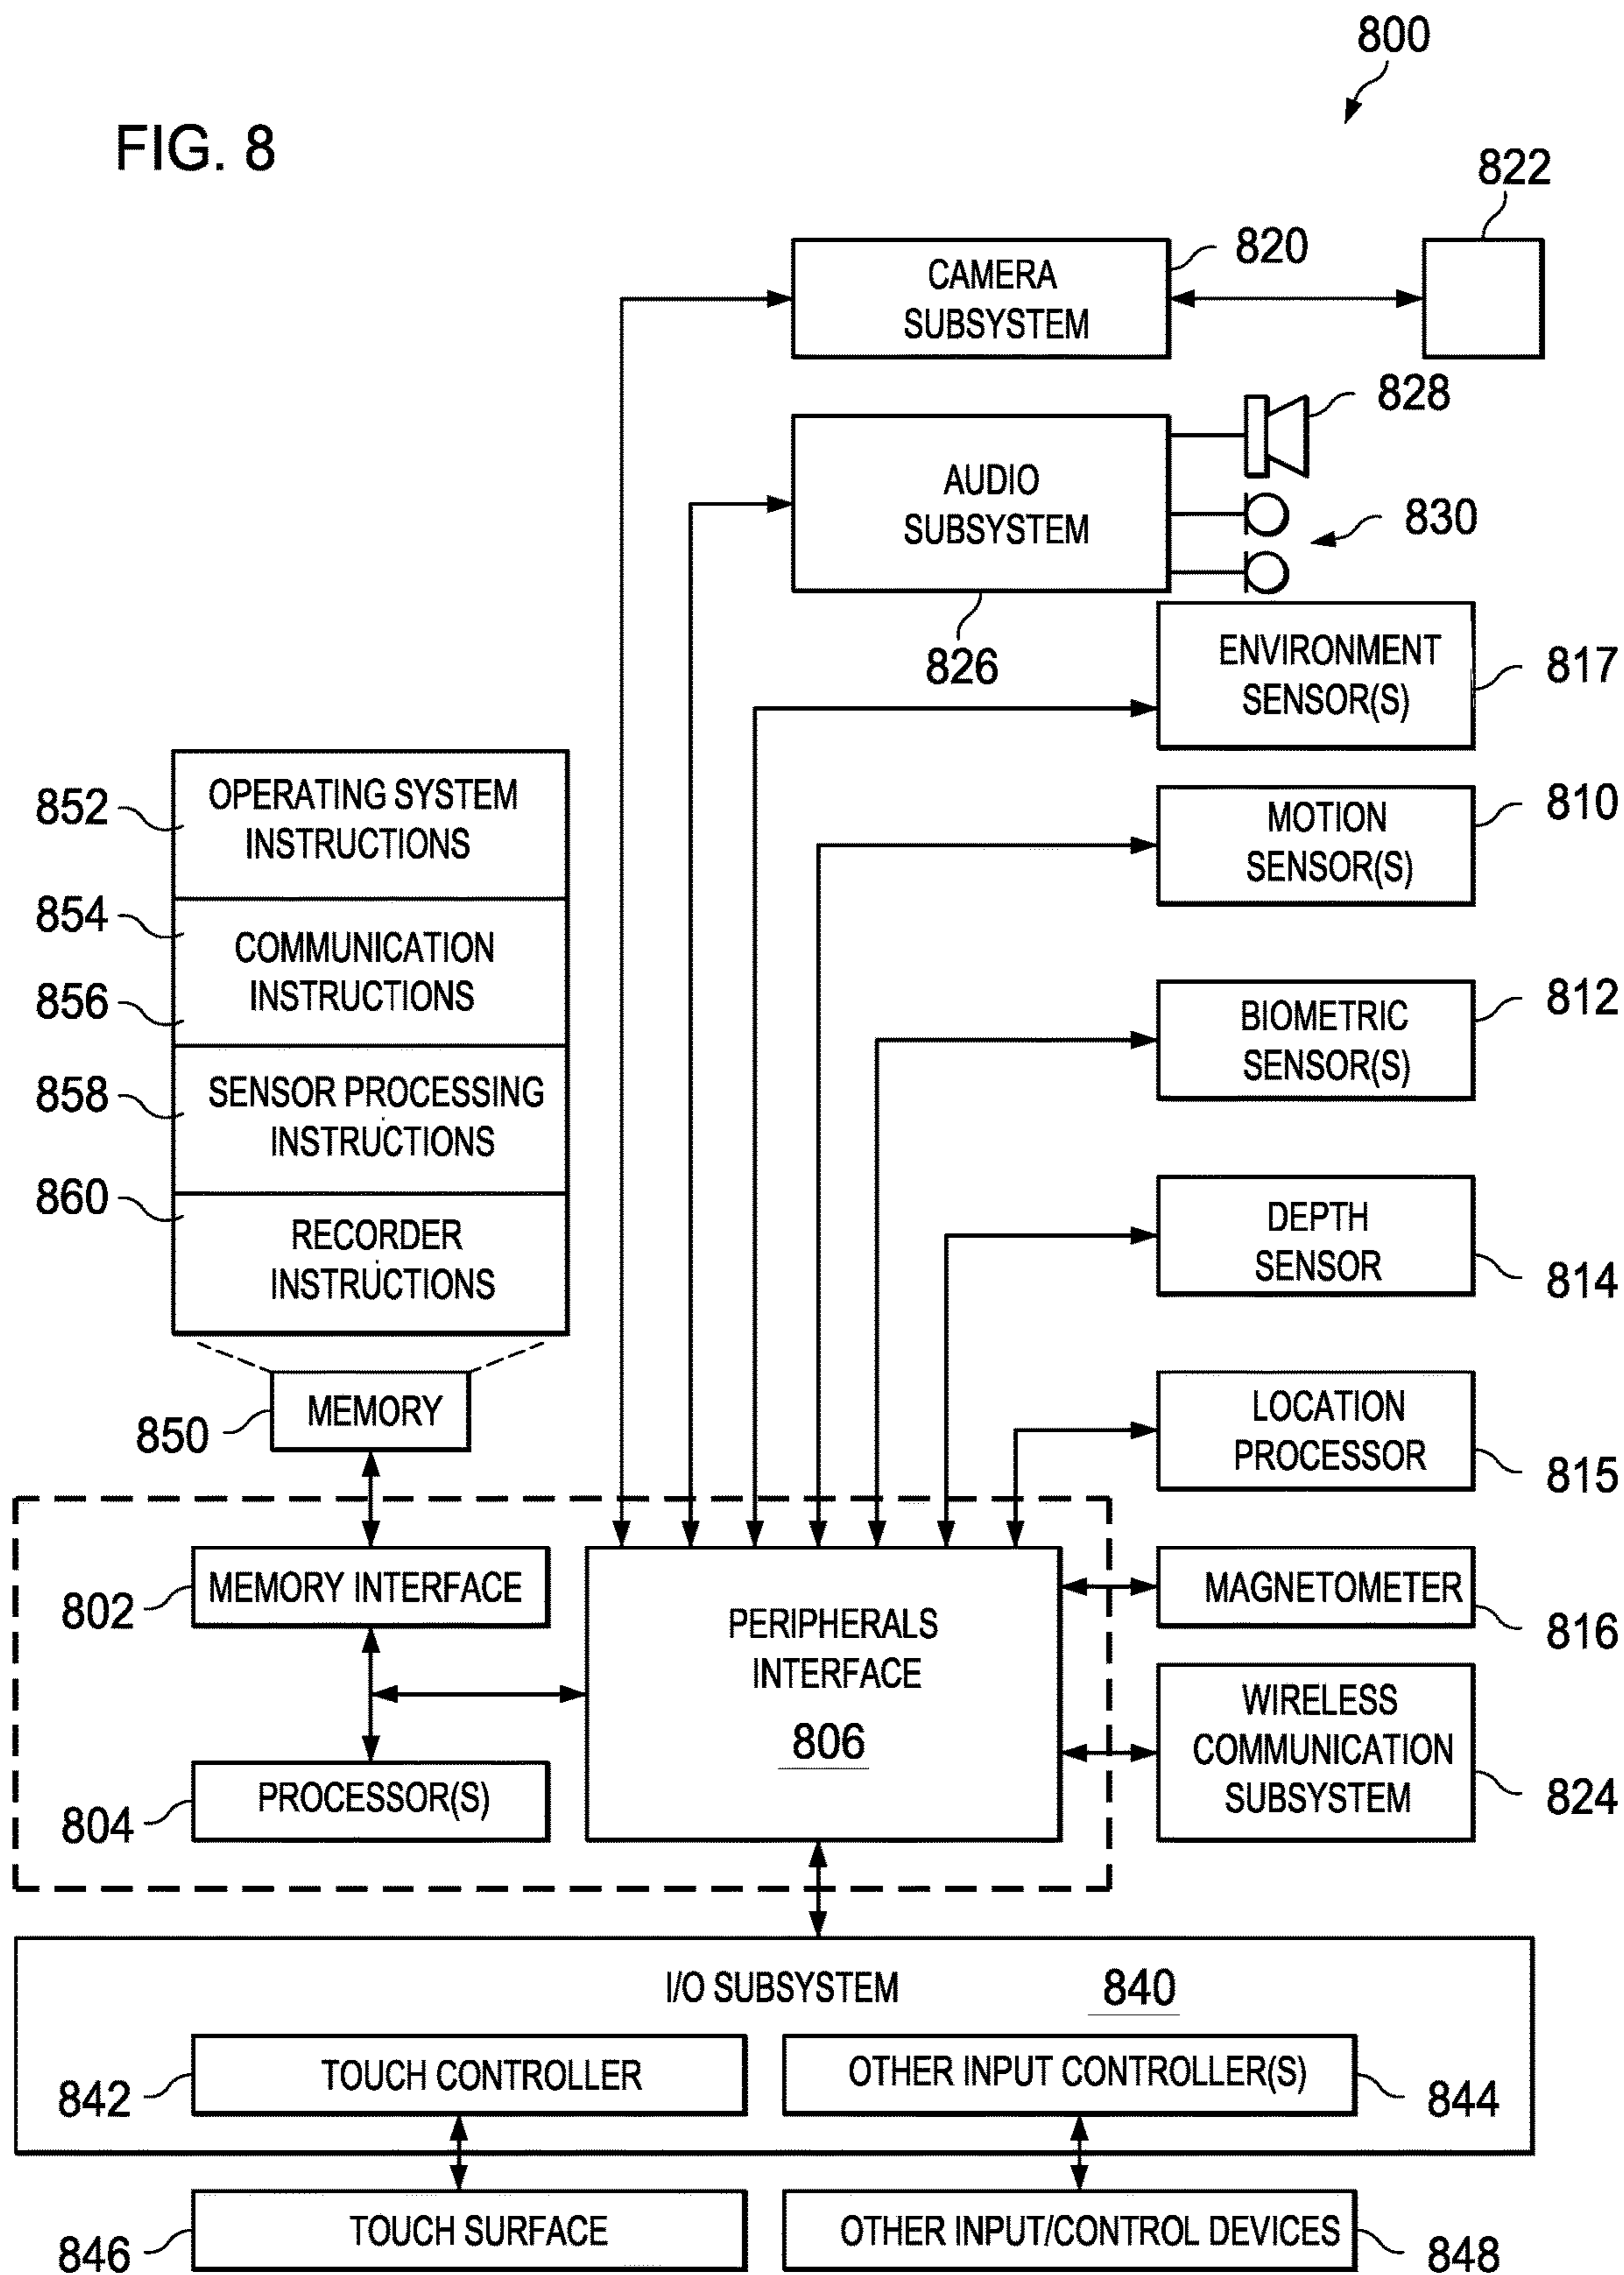 800
FIG. 8
822
820
CAMERA
SUBSYSTEM
828
AUDIO
SUBSYSTEM
830
826
ENVIRONMENT
SENSOR(S)
817
852
OPERATING SYSTEM
INSTRUCTIONS
MOTION
SENSOR(S)
810
854
COMMUNICATION
INSTRUCTIONS
856
BIOMETRIC
SENSOR(S)
812
858
SENSOR PROCESSING
INSTRUCTIONS
860
RECORDER
INSTRUCTIONS
DEPTH
SENSOR
814
MEMORY
850
LOCATION
PROCESSOR
815
MEMORY INTERFACE
802
PERIPHERALS
INTERFACE
806
MAGNETOMETER
816
PROCESSOR(S)
804
WIRELESS
COMMUNICATION
SUBSYSTEM
824
I/O SUBSYSTEM 840
TOUCH CONTROLLER
842
OTHER INPUT CONTROLLER(S)
844
TOUCH SURFACE
846
OTHER INPUT/CONTROL DEVICES
848